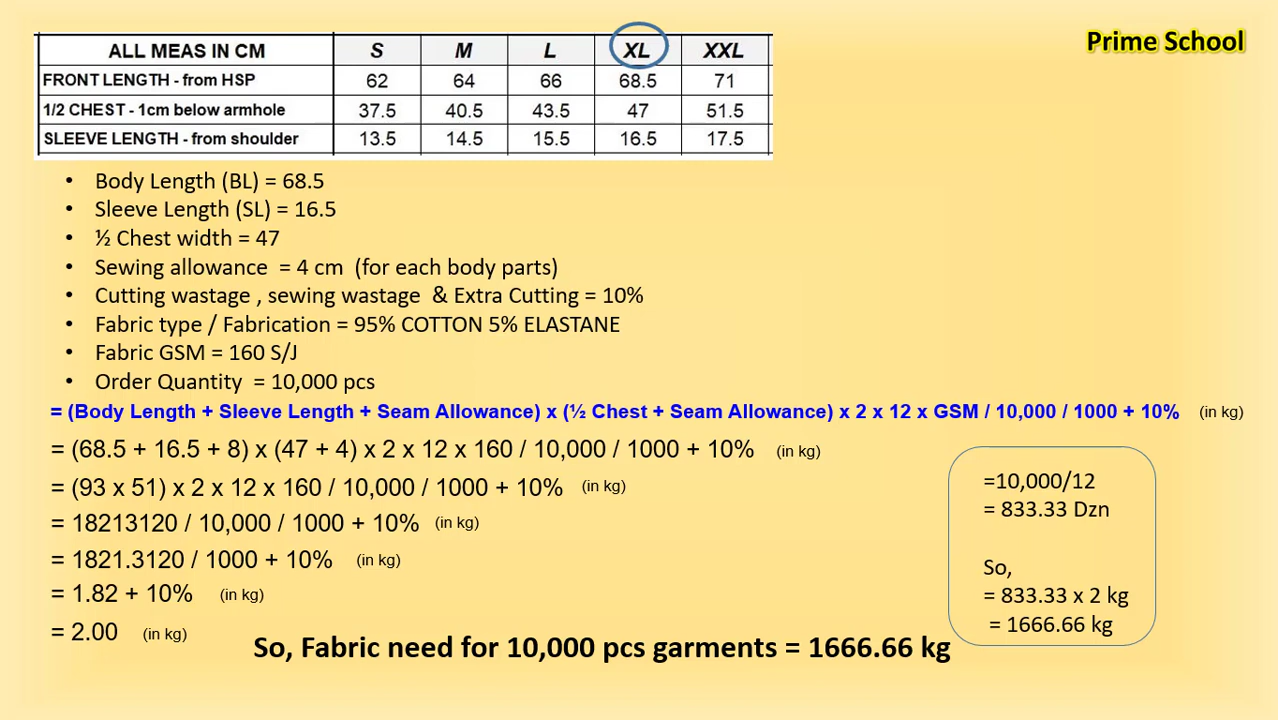 Prime School
ALL MEAS IN CM S M L XL XXL
FRONT LENGTH - from HSP 62 64 66 68.5 71
1/2 CHEST - 1cm below armhole 37.5 40.5 43.5 47 51.5
SLEEVE LENGTH - from shoulder 13.5 14.5 15.5 16.5 17.5
• Body Length (BL) = 68.5
• Sleeve Length (SL) = 16.5
• ½ Chest width = 47
• Sewing allowance = 4 cm (for each body parts)
• Cutting wastage , sewing wastage & Extra Cutting = 10%
• Fabric type / Fabrication = 95% COTTON 5% ELASTANE
• Fabric GSM = 160 S/J
• Order Quantity = 10,000 pcs
= (Body Length + Sleeve Length + Seam Allowance) x (½ Chest + Seam Allowance) x 2 x 12 x GSM / 10,000 / 1000 + 10% (in kg)
= (68.5 + 16.5 + 8) x (47 + 4) x 2 x 12 x 160 / 10,000 / 1000 + 10% (in kg)
= (93 x 51) x 2 x 12 x 160 / 10,000 / 1000 + 10% (in kg)
= 18213120 / 10,000 / 1000 + 10% (in kg)
= 1821.3120 / 1000 + 10% (in kg)
= 1.82 + 10% (in kg)
= 2.00 (in kg)
=10,000/12
= 833.33 Dzn
So,
= 833.33 x 2 kg
= 1666.66 kg
So, Fabric need for 10,000 pcs garments = 1666.66 kg